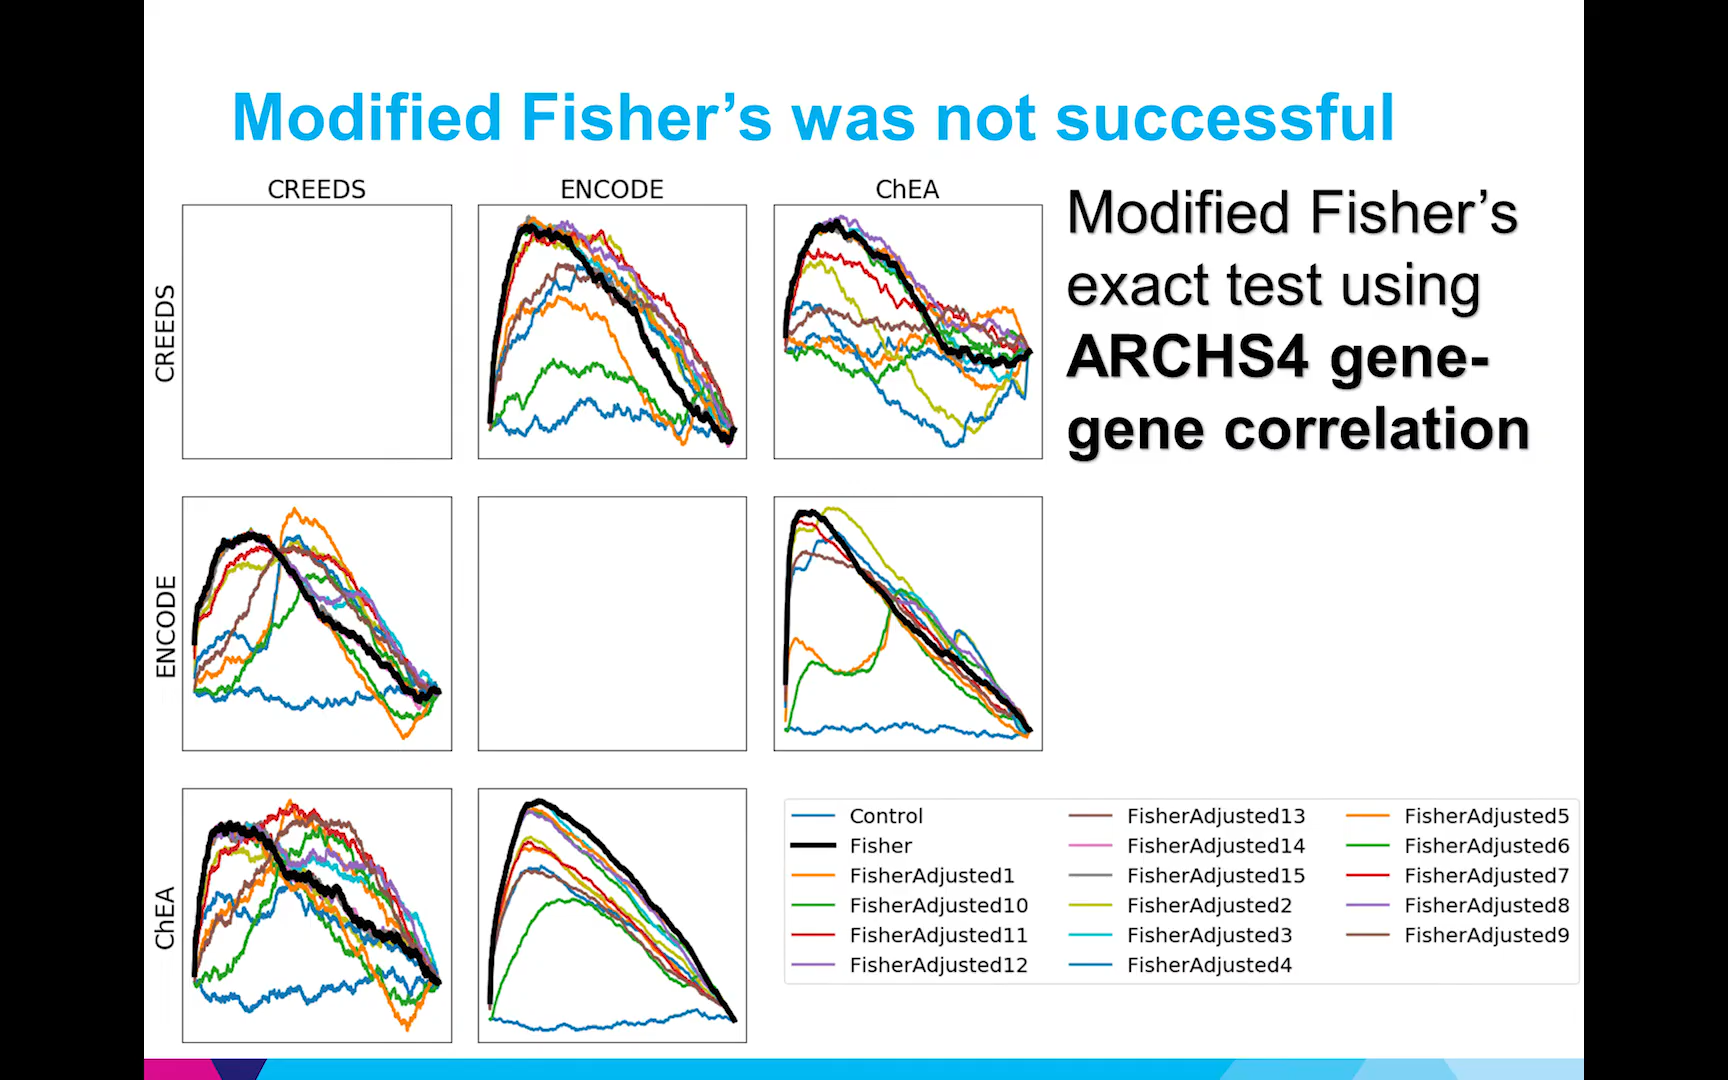 Modified Fisher’s was not successful
CREEDS
ENCODE
ChEA
CREEDS
ENCODE
ChEA
Modified Fisher’s
exact test using
ARCHS4 gene-
gene correlation
Control
Fisher
FisherAdjusted1
FisherAdjusted10
FisherAdjusted11
FisherAdjusted12
FisherAdjusted13
FisherAdjusted14
FisherAdjusted15
FisherAdjusted2
FisherAdjusted3
FisherAdjusted4
FisherAdjusted5
FisherAdjusted6
FisherAdjusted7
FisherAdjusted8
FisherAdjusted9